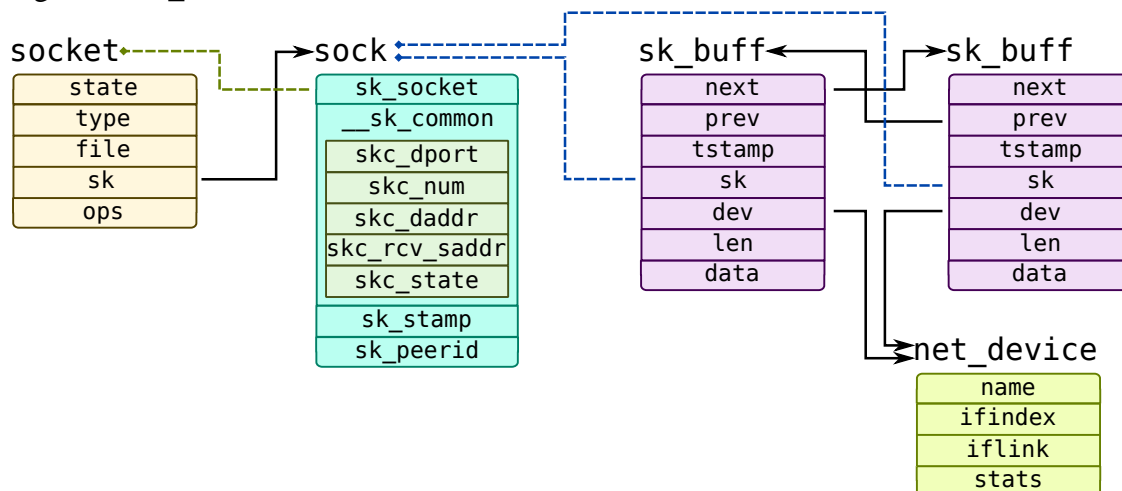 socket
state
type
file
sk
ops
sock
sk_socket
__sk_common
skc_dport
skc_num
skc_daddr
skc_rcv_saddr
skc_state
sk_stamp
sk_peerid
sk_buff
next
prev
tstamp
sk
dev
len
data
sk_buff
next
prev
tstamp
sk
dev
len
data
net_device
name
ifindex
iflink
stats